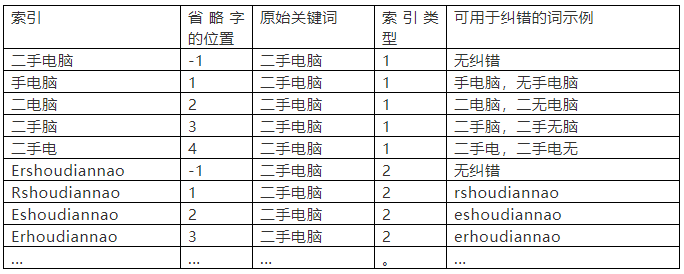 索引 省略字的位置 原始关键词 索引类型 可用于纠错的词示例
二手电脑 -1 二手电脑 1 无纠错
手电脑 1 二手电脑 1 手电脑，无手电脑
二电脑 2 二手电脑 1 二电脑，二无电脑
二手脑 3 二手电脑 1 二手脑，二手无脑
二手电 4 二手电脑 1 二手电，二手电无
Ershoudiannao -1 二手电脑 2 无纠错
Rshoudiannao 1 二手电脑 2 rshoudiannao
Eshoudiannao 2 二手电脑 2 eshoudiannao
Erhoudiannao 3 二手电脑 2 erhoudiannao
... ... ... 。 ...